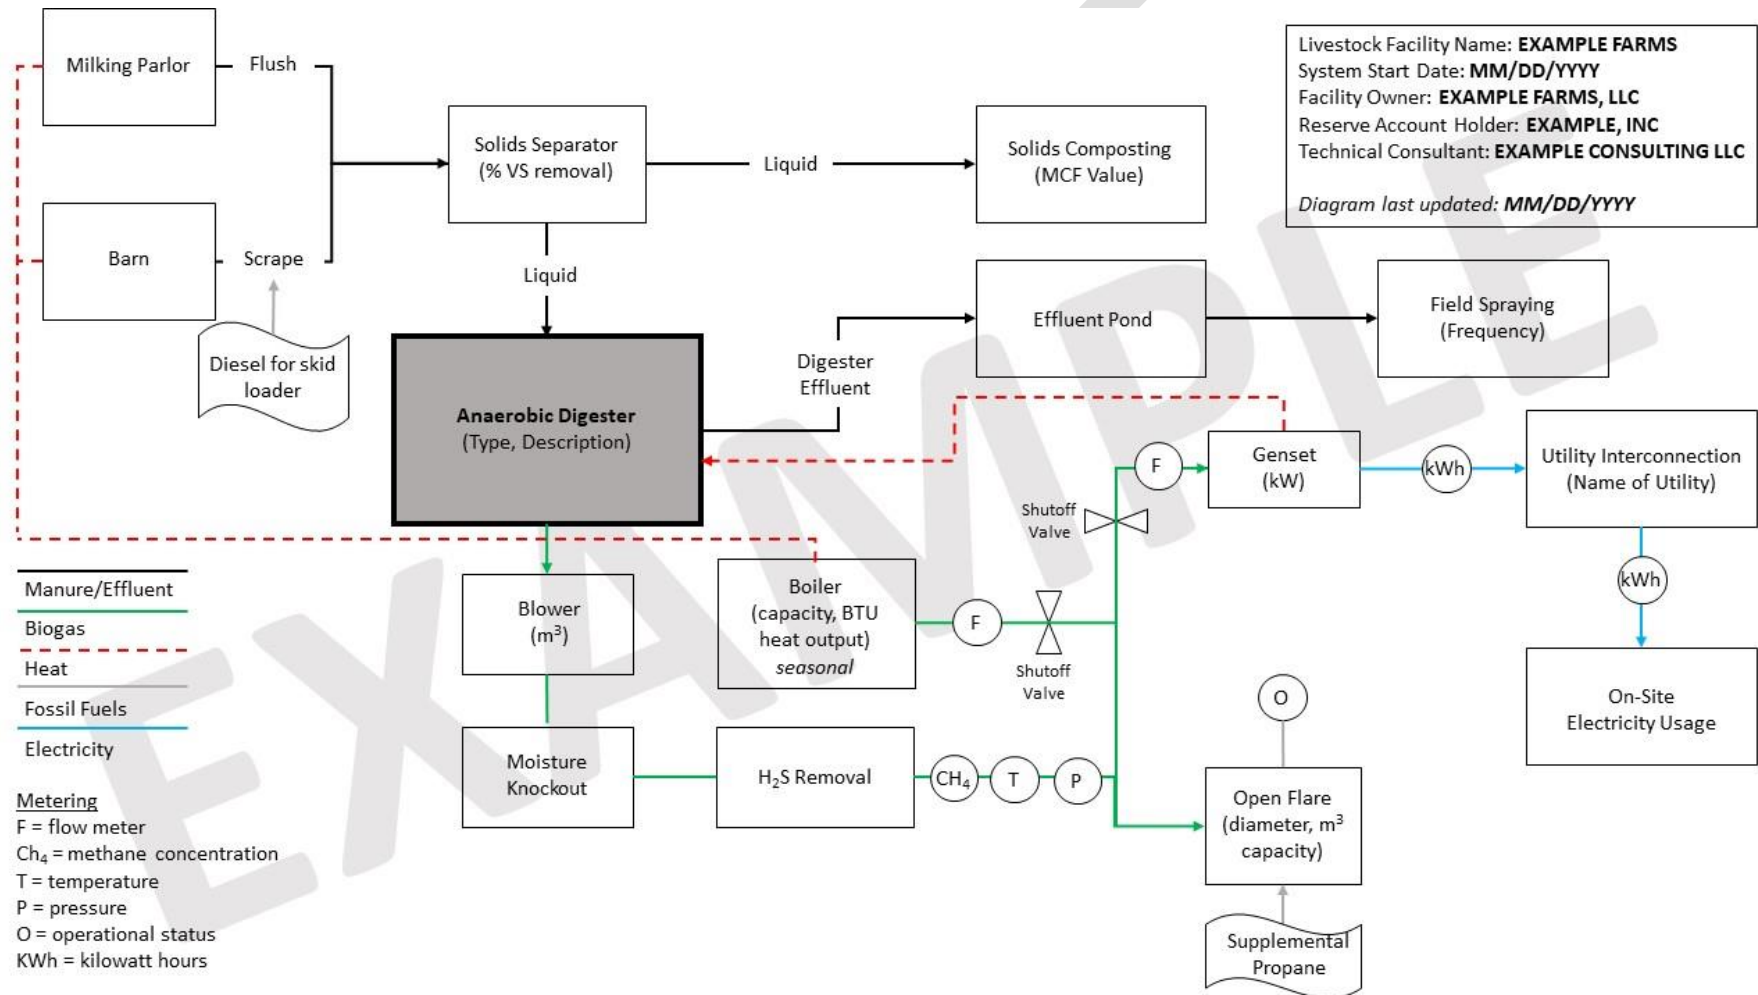 Milking Parlor
Flush
Barn
Scrape
Diesel for skid
loader
Solids Separator
(% VS removal)
Liquid
Solids Composting
(MCF Value)
Livestock Facility Name: EXAMPLE FARMS
System Start Date: MM/DD/YYYY
Facility Owner: EXAMPLE FARMS, LLC
Reserve Account Holder: EXAMPLE, INC
Technical Consultant: EXAMPLE CONSULTING LLC
Diagram last updated: MM/DD/YYYY
Liquid
Anaerobic Digester
(Type, Description)
Digester
Effluent
Effluent Pond
Field Spraying
(Frequency)
F
Genset
(kW)
kWh
Utility Interconnection
(Name of Utility)
Shutoff
Valve
kWh
On-Site
Electricity Usage
Blower
(m³)
Boiler
(capacity, BTU
heat output)
seasonal
F
Shutoff
Valve
Moisture
Knockout
H₂S Removal
CH₄
T
P
O
Open Flare
(diameter, m³
capacity)
Supplemental
Propane
Manure/Effluent
Biogas
Heat
Fossil Fuels
Electricity
Metering
F = flow meter
Ch₄ = methane concentration
T = temperature
P = pressure
O = operational status
KWh = kilowatt hours
EXAMPLE